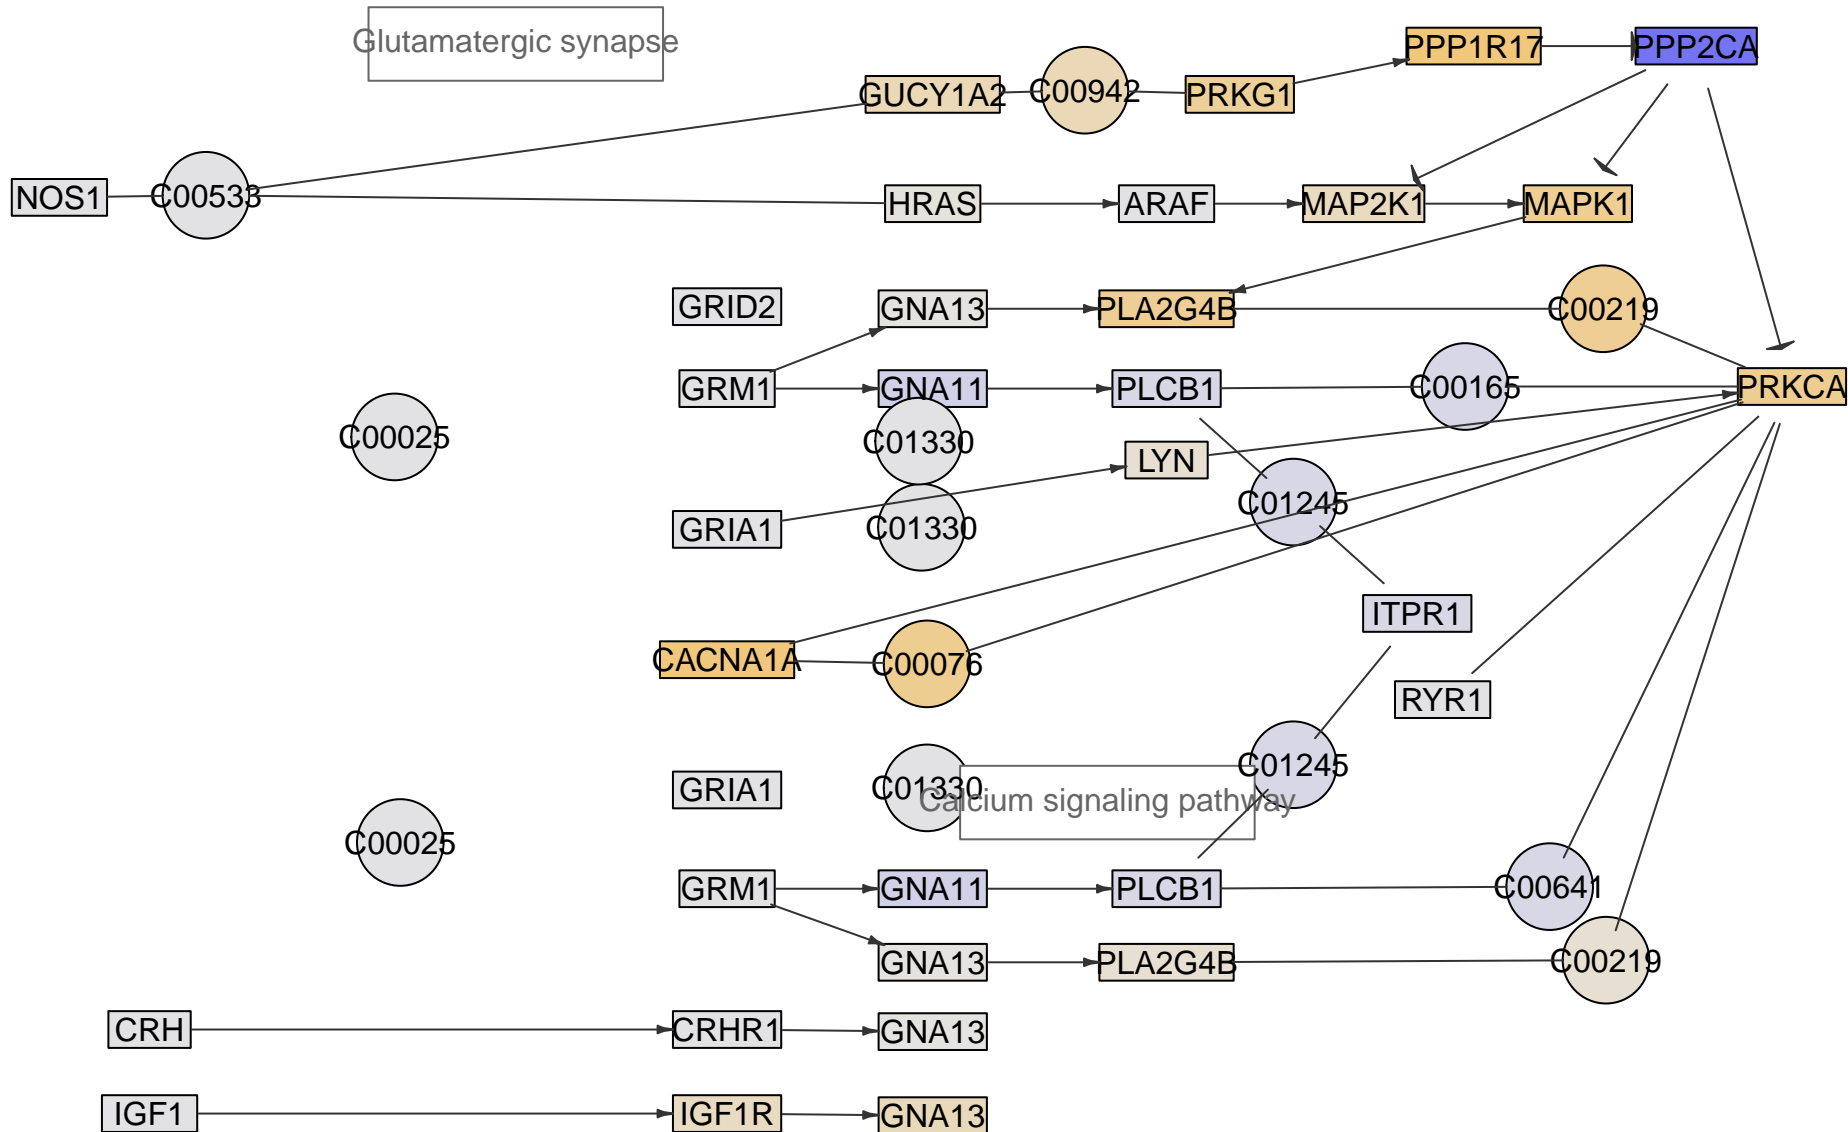 Glutamatergic synapse
PPP1R17
PPP2CA
GUCY1A2
C00942
PRKG1
NOS1
C00533
HRAS
ARAF
MAP2K1
MAPK1
GRID2
GNA13
PLA2G4B
C00219
GRM1
GNA11
PLCB1
C00165
PRKCA
C00025
C01330
LYN
C01245
GRIA1
C01330
ITPR1
CACNA1A
C00076
RYR1
C01245
GRIA1
C01330
Calcium signaling pathway
C00025
GRM1
GNA11
PLCB1
C00641
GNA13
PLA2G4B
C00219
CRH
CRHR1
GNA13
IGF1
IGF1R
GNA13